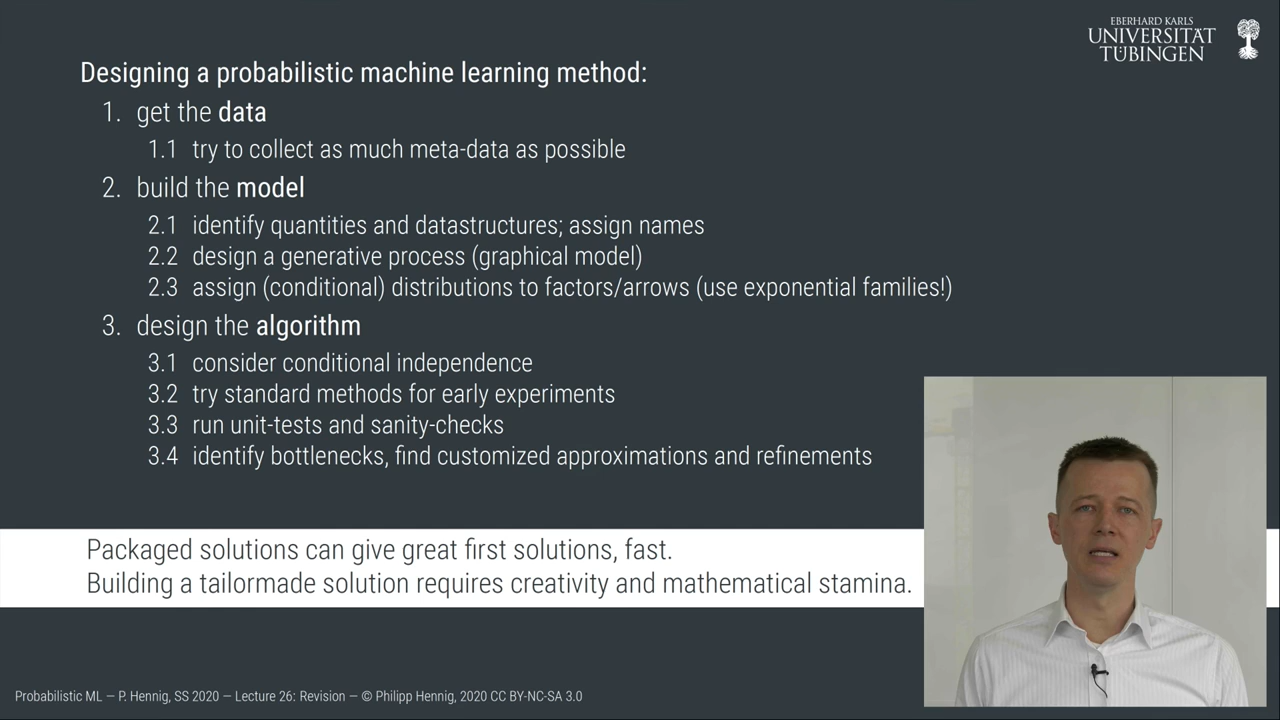 EBERHARD KARLS
UNIVERSITÄT
TÜBINGEN
Designing a probabilistic machine learning method:
1. get the data
1.1 try to collect as much meta-data as possible
2. build the model
2.1 identify quantities and datastructures; assign names
2.2 design a generative process (graphical model)
2.3 assign (conditional) distributions to factors/arrows (use exponential families!)
3. design the algorithm
3.1 consider conditional independence
3.2 try standard methods for early experiments
3.3 run unit-tests and sanity-checks
3.4 identify bottlenecks, find customized approximations and refinements
Packaged solutions can give great first solutions, fast.
Building a tailormade solution requires creativity and mathematical stamina.
Probabilistic ML — P. Hennig, SS 2020 — Lecture 26: Revision — © Philipp Hennig, 2020 CC BY-NC-SA 3.0